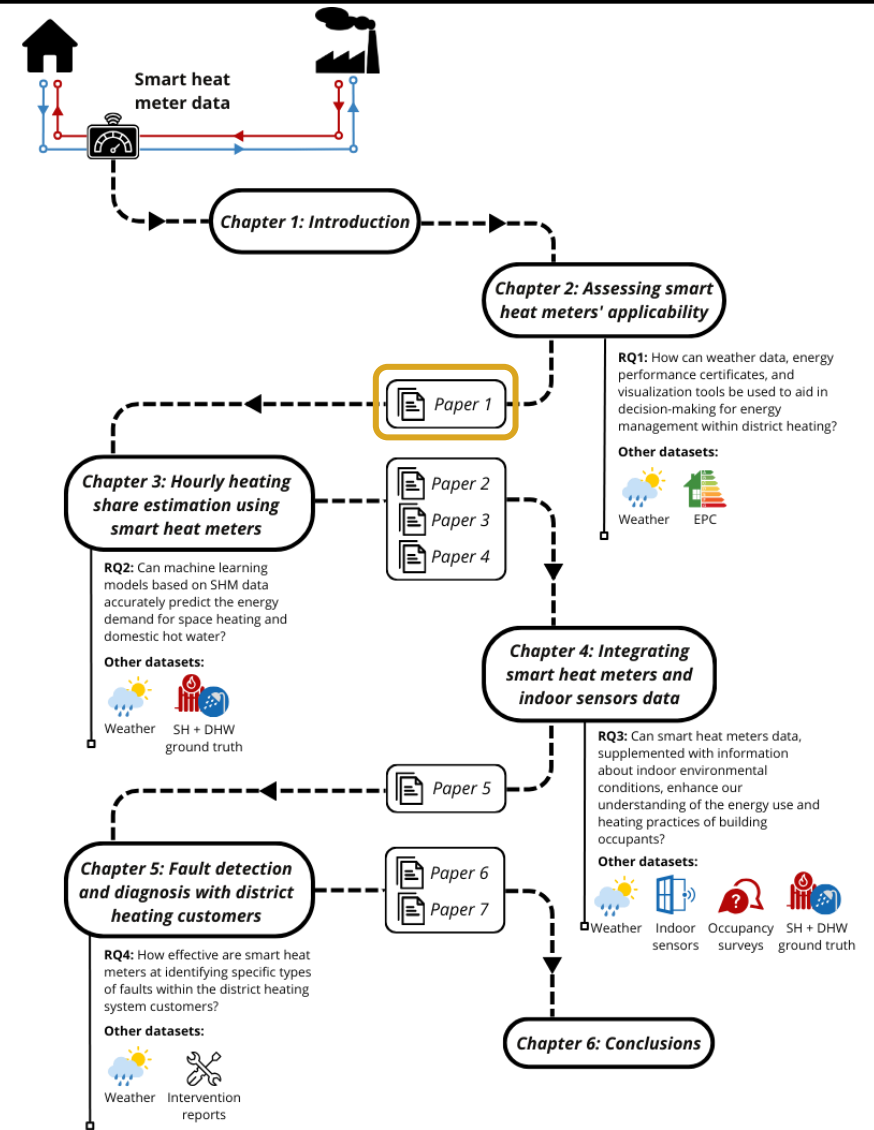 Smart heat
meter data
Chapter 1: Introduction
Chapter 2: Assessing smart
heat meters' applicability
RQ1: How can weather data, energy
performance certificates, and
visualization tools be used to aid in
decision-making for energy
management within district heating?
Other datasets:
Weather
EPC
Paper 1
Chapter 3: Hourly heating
share estimation using
smart heat meters
Paper 2
Paper 3
Paper 4
RQ2: Can machine learning
models based on SHM data
accurately predict the energy
demand for space heating and
domestic hot water?
Other datasets:
Weather
SH + DHW
ground truth
Chapter 4: Integrating
smart heat meters and
indoor sensors data
RQ3: Can smart heat meters data,
supplemented with information
about indoor environmental
conditions, enhance our
understanding of the energy use and
heating practices of building
occupants?
Other datasets:
Weather
Indoor
sensors
Occupancy
surveys
SH + DHW
ground truth
Paper 5
Chapter 5: Fault detection
and diagnosis with district
heating customers
Paper 6
Paper 7
RQ4: How effective are smart heat
meters at identifying specific types
of faults within the district heating
system customers?
Other datasets:
Weather
Intervention
reports
Chapter 6: Conclusions